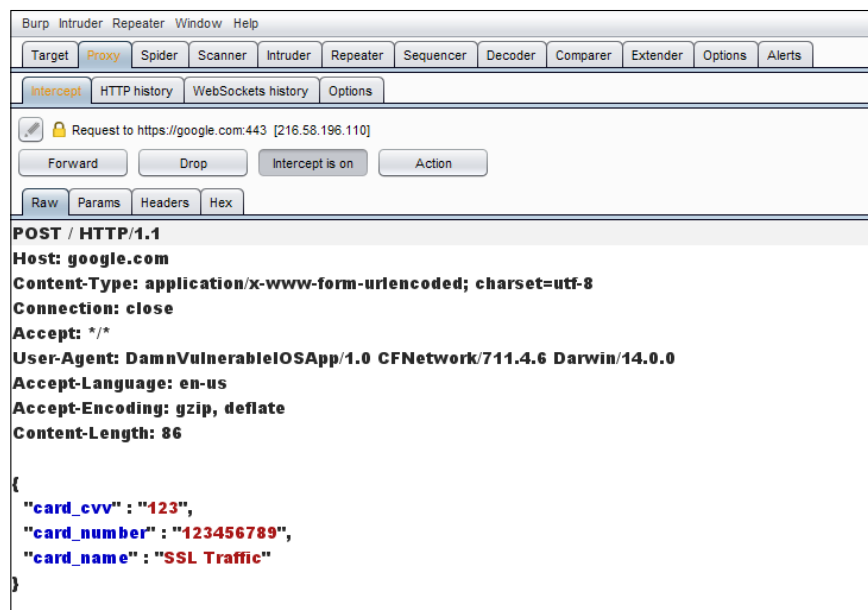 Burp Intruder Repeater Window Help
Target Proxy Spider Scanner Intruder Repeater Sequencer Decoder Comparer Extender Options Alerts
Intercept HTTP history WebSockets history Options
Request to https://google.com:443 [216.58.196.110]
Forward Drop Intercept is on Action
Raw Params Headers Hex
POST / HTTP/1.1
Host: google.com
Content-Type: application/x-www-form-urlencoded; charset=utf-8
Connection: close
Accept: */*
User-Agent: DamnVulnerableIOSApp/1.0 CFNetwork/711.4.6 Darwin/14.0.0
Accept-Language: en-us
Accept-Encoding: gzip, deflate
Content-Length: 86
{
"card_cvv" : "123",
"card_number" : "123456789",
"card_name" : "SSL Traffic"
}